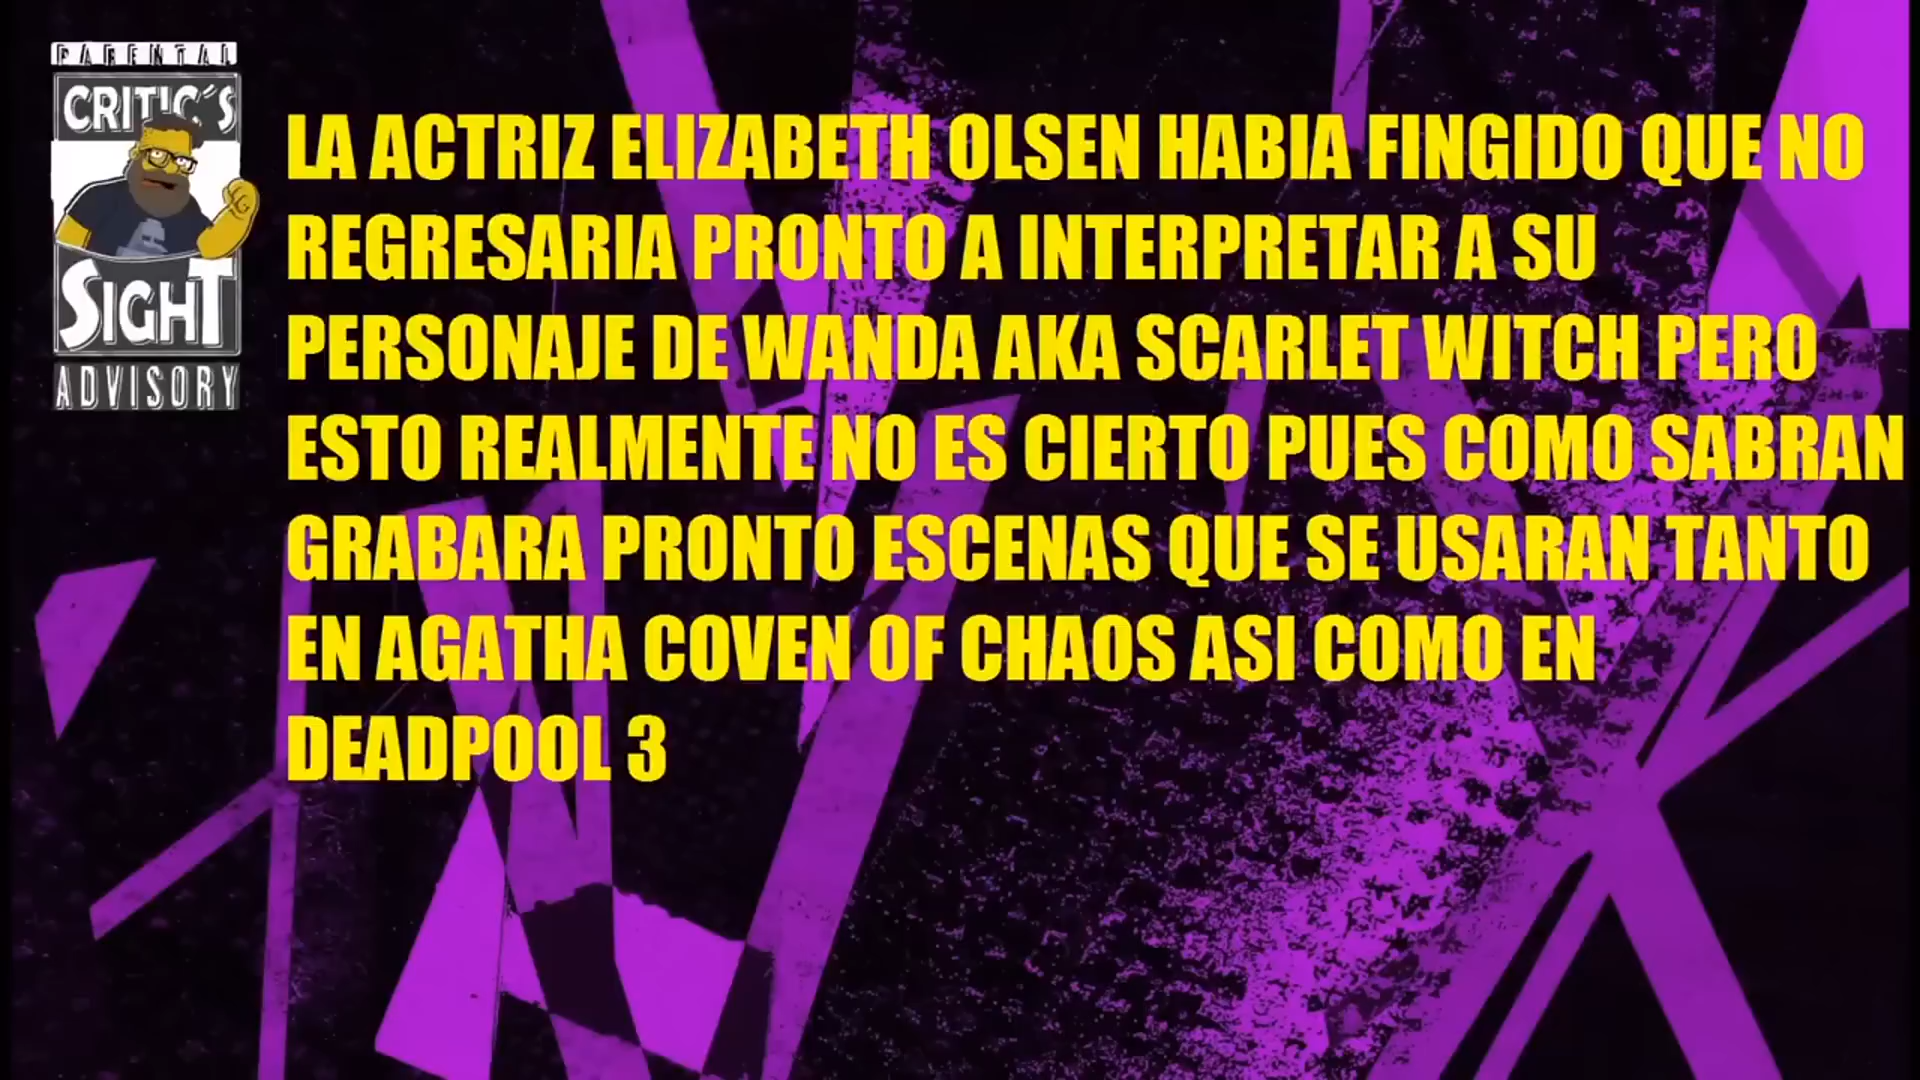 PARENTAL
CRITIC´S
SIGHT
ADVISORY
LA ACTRIZ ELIZABETH OLSEN HABIA FINGIDO QUE NO
REGRESARIA PRONTO A INTERPRETAR A SU
PERSONAJE DE WANDA AKA SCARLET WITCH PERO
ESTO REALMENTE NO ES CIERTO PUES COMO SABRAN
GRABARA PRONTO ESCENAS QUE SE USARAN TANTO
EN AGATHA COVEN OF CHAOS ASI COMO EN
DEADPOOL 3